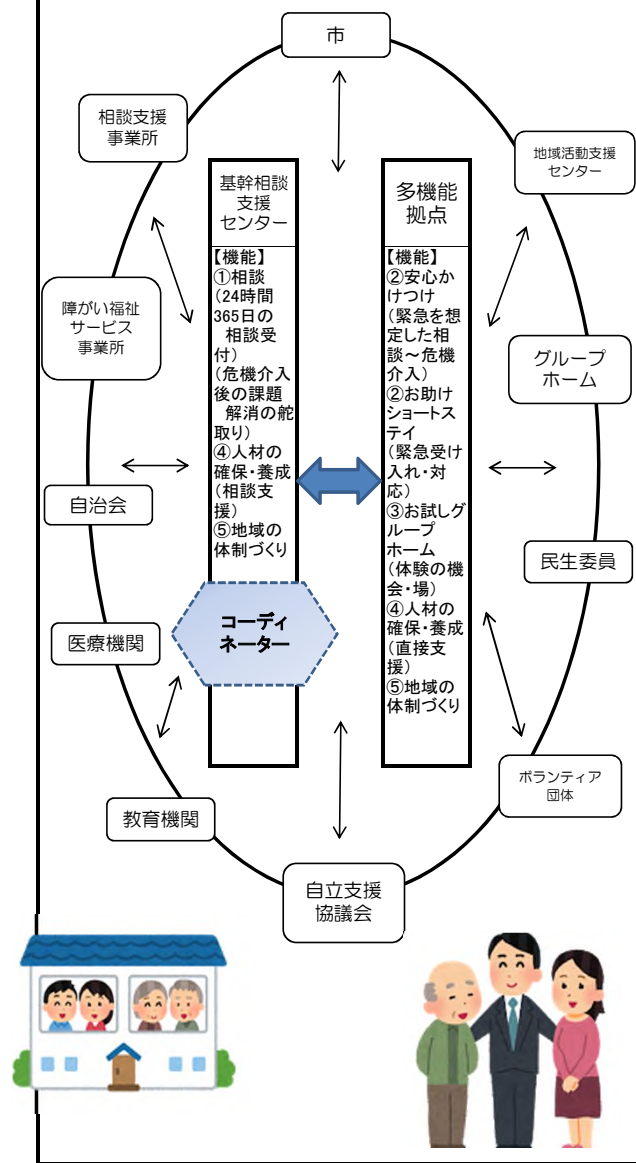 市
相談支援
事業所
地域活動支援
センター
基幹相談
支援
センター
【機能】
①相談
(24時間
365日の
相談受
付)
(危機介入
後の課題
解消の舵
取り)
④人材の
確保・養成
(相談支
援)
⑤地域の
体制づくり
コーディ
ネーター
多機能
拠点
【機能】
②安心か
けつけ
(緊急を想
定した相
談～危機
介入)
②お助け
ショートス
テイ
(緊急受け
入れ・対
応)
③お試しグ
ループ
ホーム
(体験の機
会・場)
④人材の
確保・養成
(直接支
援)
⑤地域の
体制づくり
障がい福祉
サービス
事業所
グループ
ホーム
自治会
民生委員
医療機関
ボランティア
団体
教育機関
自立支援
協議会